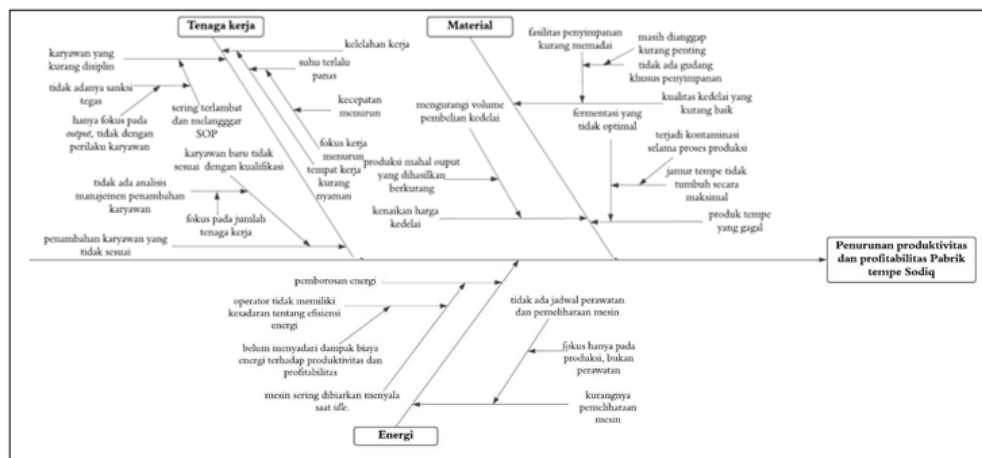 Tenaga kerja
karyawan yang
kurang disiplin
tidak adanya sanksi
tegas
hanya fokus pada
output, tidak dengan
perilaku karyawan
sering terlambat
dan melangggar
SOP
kelelahan kerja
suhu terlalu
panas
kecepatan
menurun
fokus kerja
menurun
tempat kerja
kurang
nyaman
karyawan baru tidak
sesuai dengan kualifikasi
tidak ada analisis
manajemen penambahan
karyawan
fokus pada jumlah
tenaga kerja
penambahan karyawan yang
tidak sesuai
Material
fasilitas penyimpanan
kurang memadai
masih dianggap
kurang penting
tidak ada gudang
khusus penyimpanan
kualitas kedelai yang
kurang baik
mengurangi volume
pembelian kedelai
fermentasi yang
tidak optimal
terjadi kontaminasi
selama proses produksi
produksi mahal ouput
yang dihasilkan
berkurang
jamur tempe tidak
tumbuh secara
maksimal
kenaikan harga
kedelai
produk tempe
yang gagal
Penurunan produktivitas
dan profitabilitas Pabrik
tempe Sodiq
pemborosan energi
operator tidak memiliki
kesadaran tentang efisiensi
energi
belum menyadari dampak biaya
energi terhadap produktivitas dan
profitabilitas
mesin sering dibiarkan menyala
saat idle.
tidak ada jadwal perawatan
dan pemeliharaan mesin
fokus hanya pada
produksi, bukan
perawatan
kurangnya
pemeliharaan
mesin
Energi